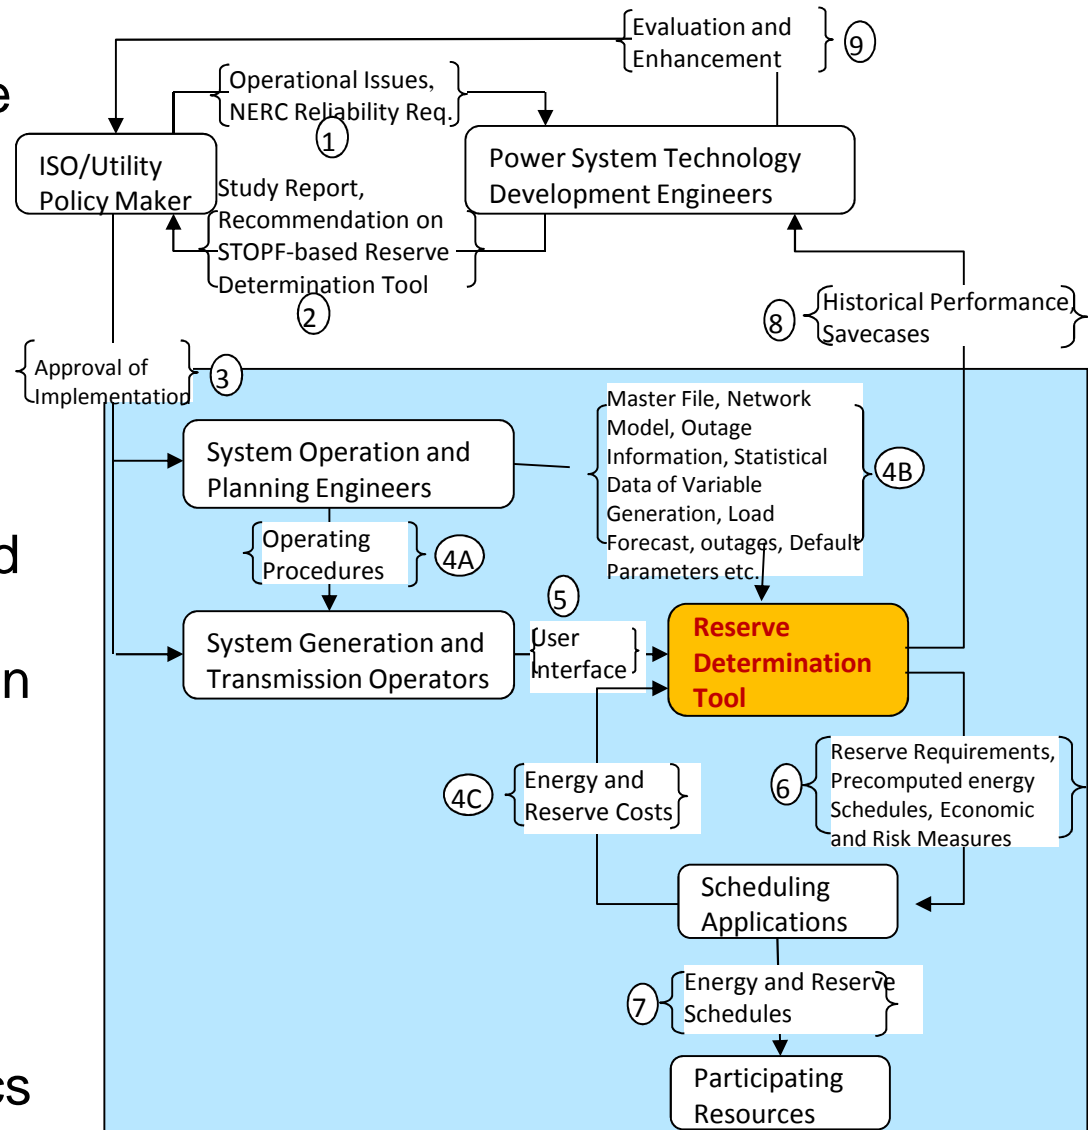 Evaluation and
Enhancement
9
e
Operational Issues,
NERC Reliability Req.
1
ISO/Utility
Policy Maker
Power System Technology
Development Engineers
Study Report,
Recommendation on
STOPF-based Reserve
Determination Tool
2
Historical Performance,
Savecases
8
Approval of
Implementation
3
System Operation and
Planning Engineers
Master File, Network
Model, Outage
Information, Statistical
Data of Variable
Generation, Load
Forecast, outages, Default
Parameters etc.
4B
d
Operating
Procedures
4A
5
System Generation and
Transmission Operators
User
Interface
Reserve
Determination
Tool
n
4C
Energy and
Reserve Costs
6
Reserve Requirements,
Precomputed energy
Schedules, Economic
and Risk Measures
Scheduling
Applications
7
Energy and Reserve
Schedules
Participating
Resources
cs